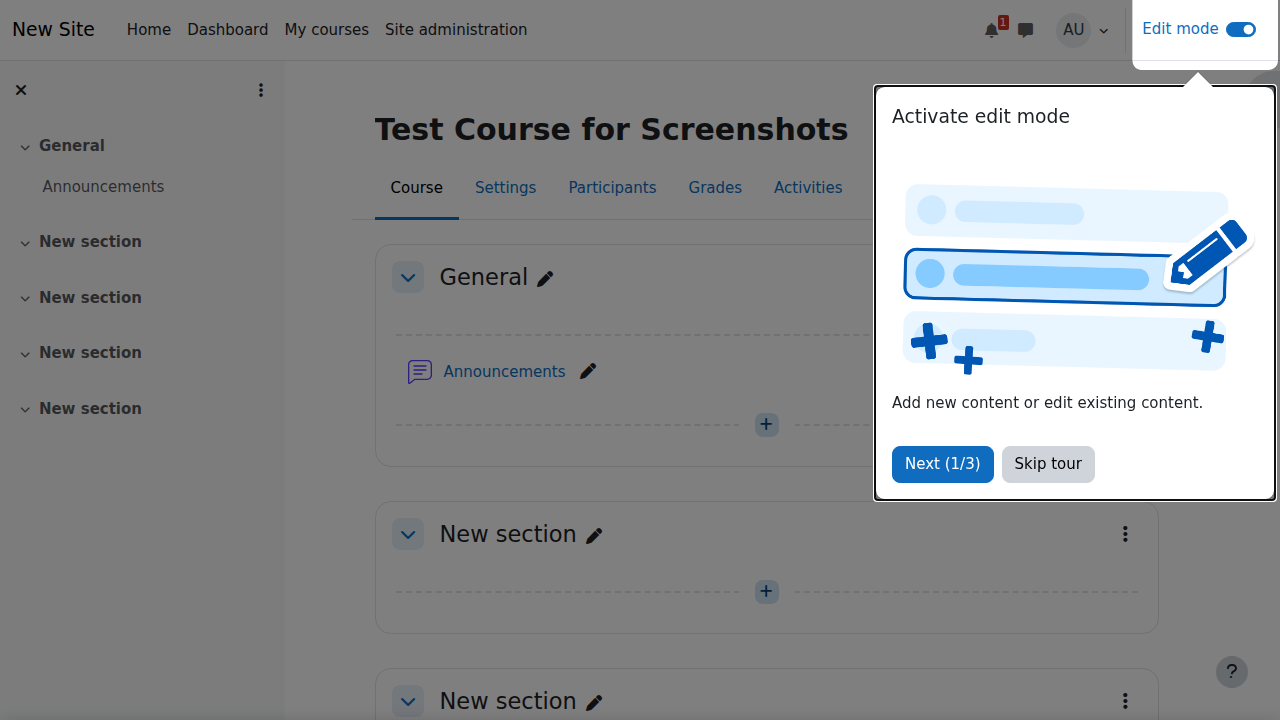 New Site Home Dashboard My courses Site administration 1 AU Edit mode
General
Announcements
New section
New section
New section
New section
Test Course for Screenshots
Course Settings Participants Grades Activities
General
Announcements
New section
New section
Activate edit mode
Add new content or edit existing content.
Next (1/3) Skip tour
?